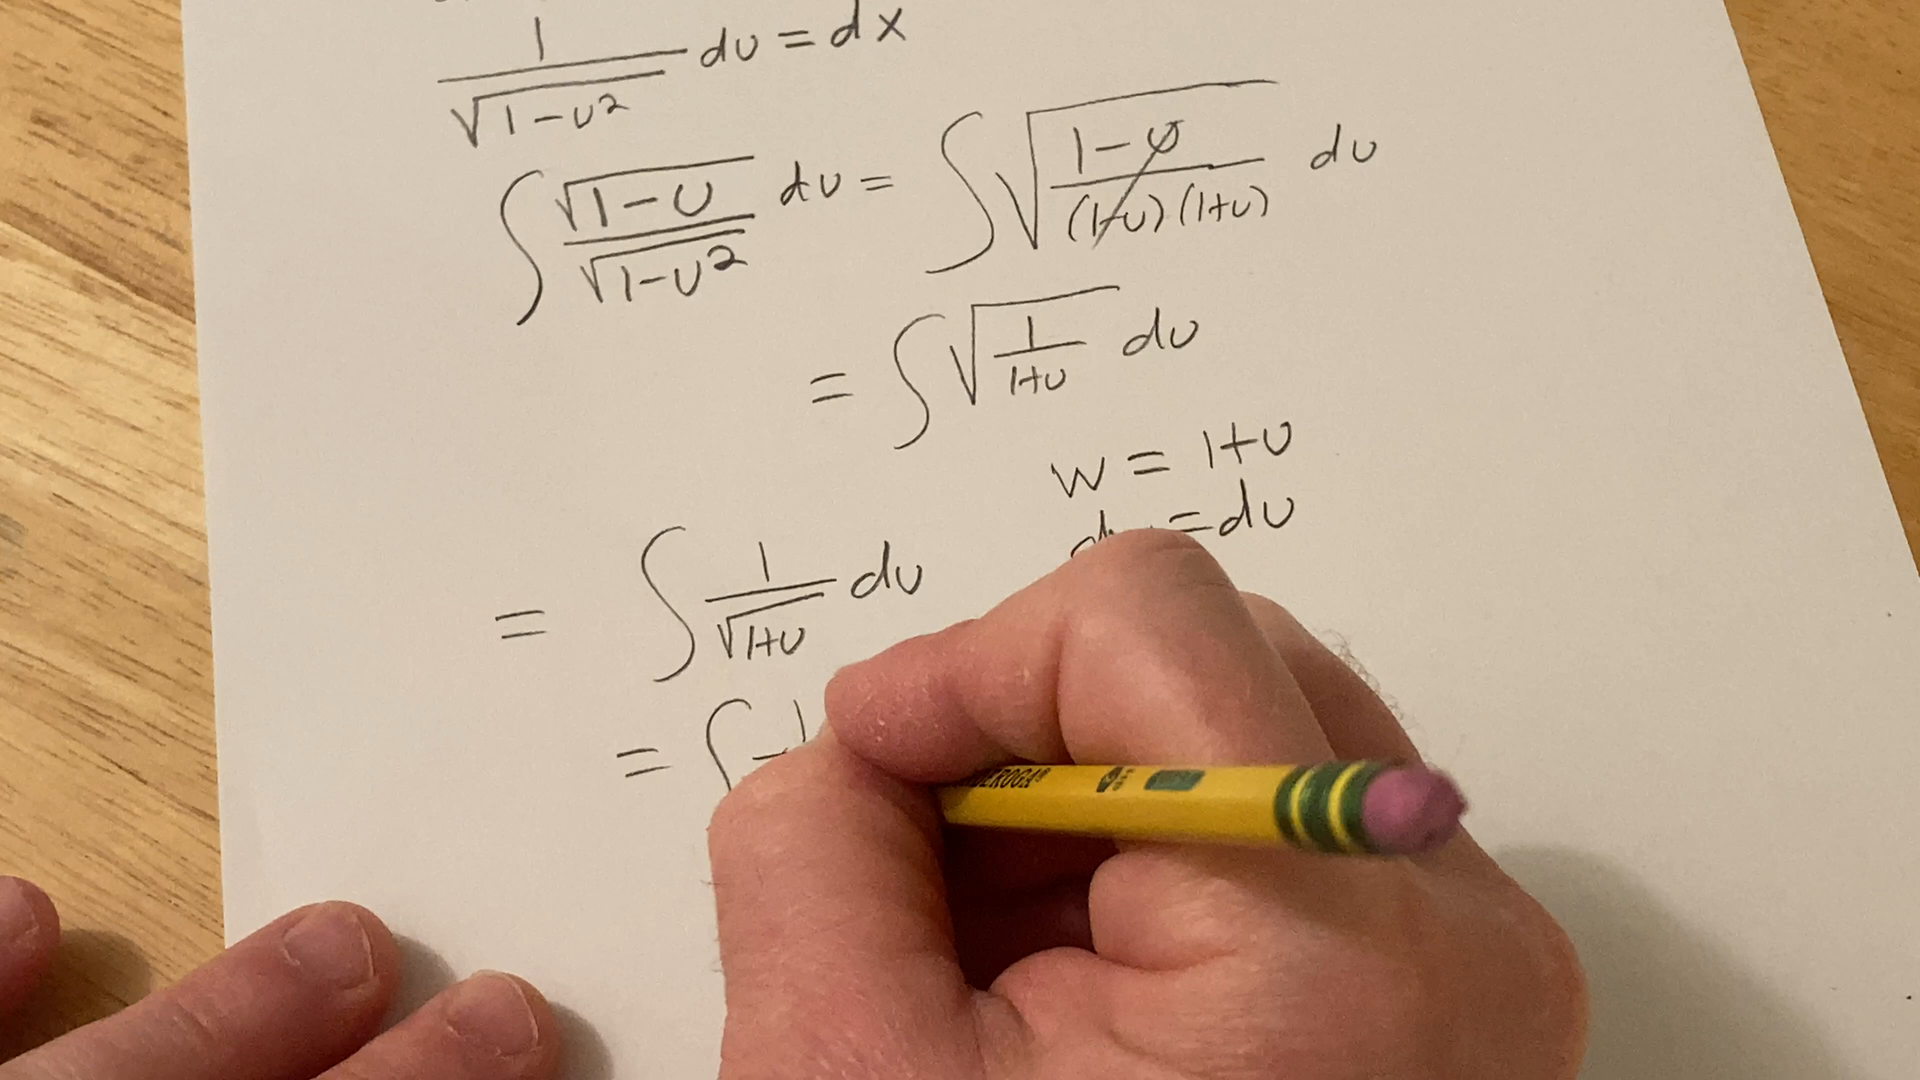 1/√(1-u²) du = dx
∫ √(1-u)/√(1-u²) du = ∫ √((1-u)/((1-u)(1+u))) du
= ∫ √(1/(1+u)) du
w = 1+u
= du
= ∫ 1/√(1+u) du
= ∫ 1